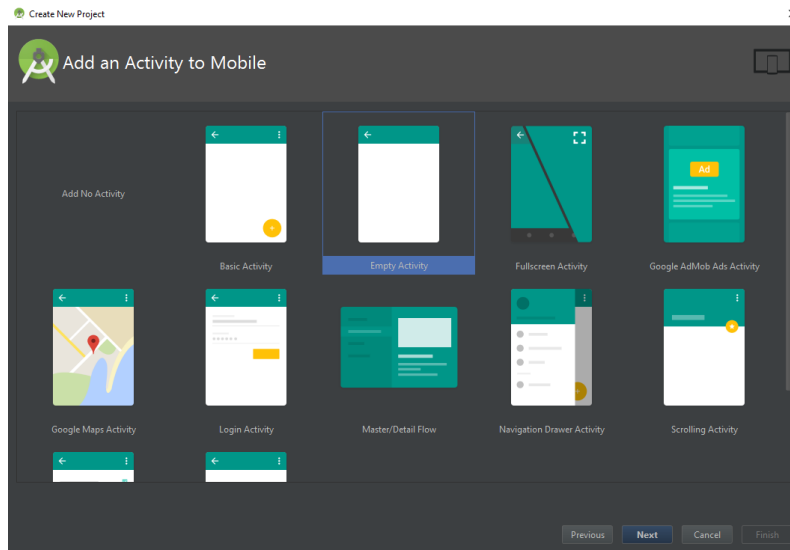 Create New Project
Add an Activity to Mobile
Add No Activity
Basic Activity
Empty Activity
Fullscreen Activity
Ad
Google AdMob Ads Activity
Google Maps Activity
Login Activity
Master/Detail Flow
Navigation Drawer Activity
Scrolling Activity
Previous
Next
Cancel
Finish